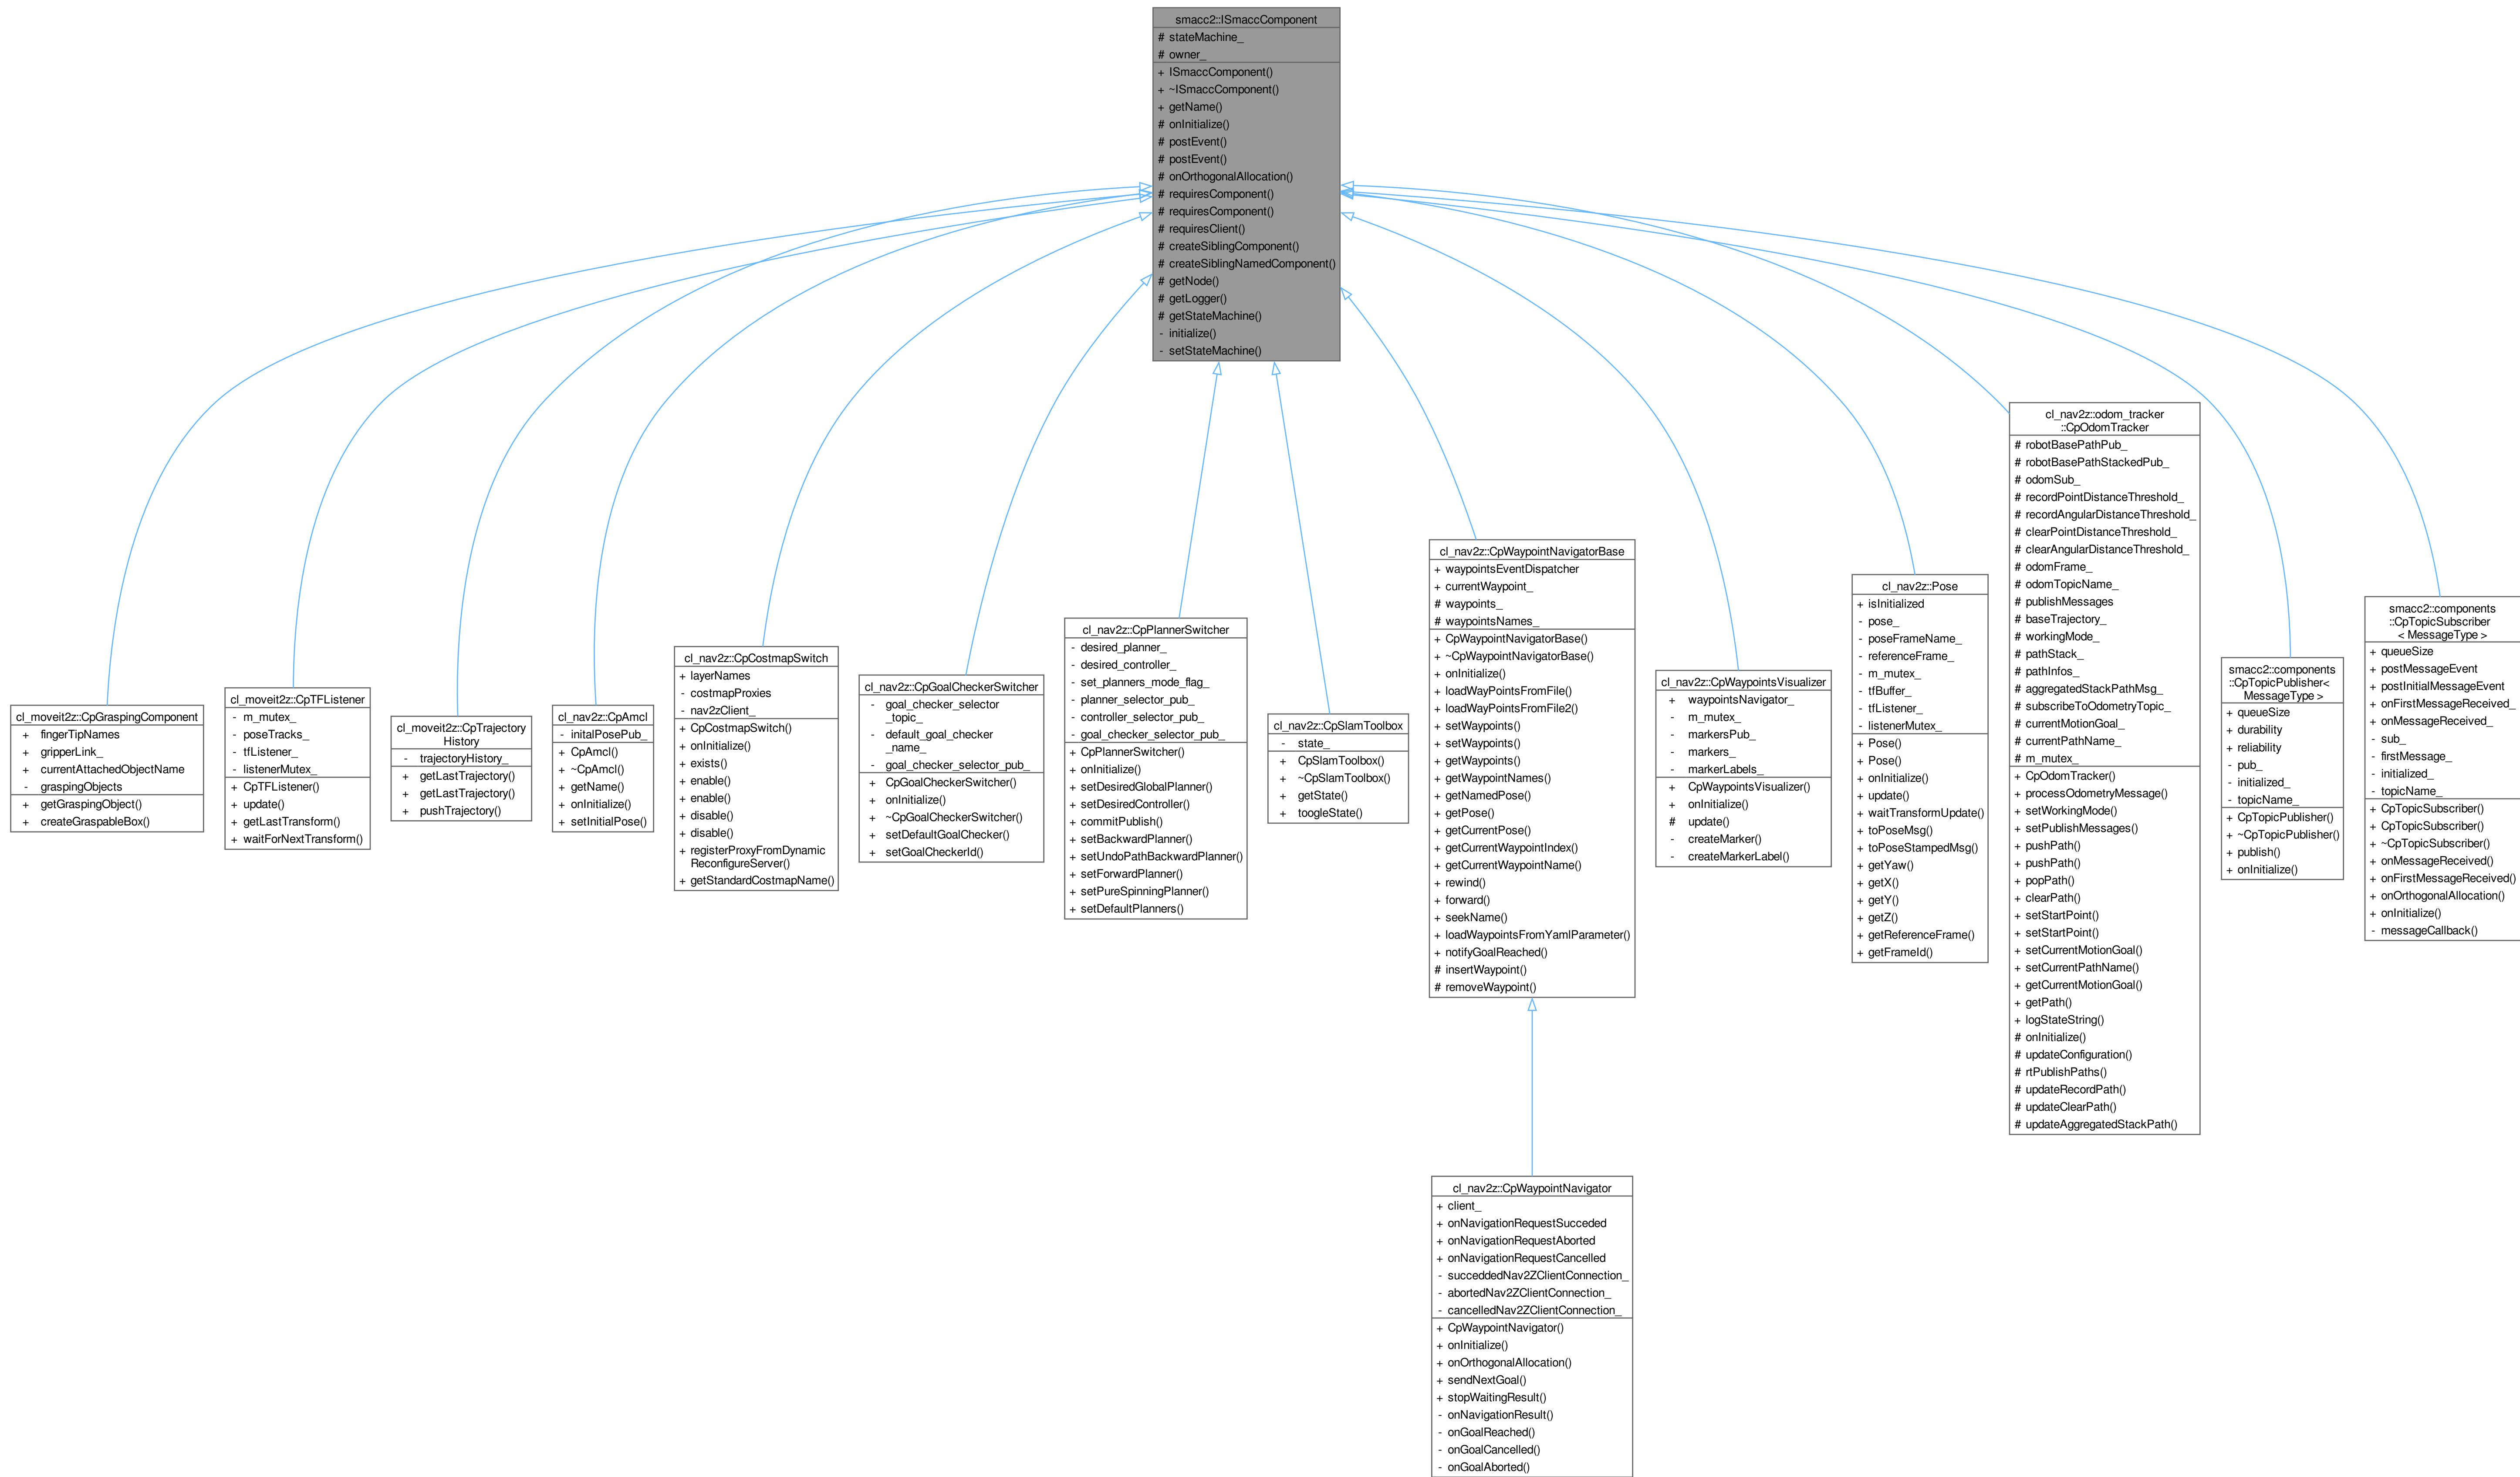 smacc2::ISmaccComponent
# stateMachine_
# owner_
+ ISmaccComponent()
+ ~ISmaccComponent()
+ getName()
# onInitialize()
# postEvent()
# postEvent()
# onOrthogonalAllocation()
# requiresComponent()
# requiresComponent()
# requiresClient()
# createSiblingComponent()
# createSiblingNamedComponent()
# getNode()
# getLogger()
# getStateMachine()
- initialize()
- setStateMachine()
cl_moveit2z::CpGraspingComponent
+ fingerTipNames
+ gripperLink_
+ currentAttachedObjectName
- graspingObjects
+ getGraspingObject()
+ createGraspableBox()
cl_moveit2z::CpTFListener
- m_mutex_
- poseTracks_
- tfListener_
- listenerMutex_
+ CpTFListener()
+ update()
+ getLastTransform()
+ waitForNextTransform()
cl_moveit2z::CpTrajectory
History
- trajectoryHistory_
+ getLastTrajectory()
+ getLastTrajectory()
+ pushTrajectory()
cl_nav2z::CpAmcl
- initalPosePub_
+ CpAmcl()
+ ~CpAmcl()
+ getName()
+ onInitialize()
+ setInitialPose()
cl_nav2z::CpCostmapSwitch
+ layerNames
- costmapProxies
- nav2zClient_
+ CpCostmapSwitch()
+ onInitialize()
+ exists()
+ enable()
+ enable()
+ disable()
+ disable()
+ registerProxyFromDynamic
ReconfigureServer()
+ getStandardCostmapName()
cl_nav2z::CpGoalCheckerSwitcher
- goal_checker_selector
_topic_
- default_goal_checker
_name_
- goal_checker_selector_pub_
+ CpGoalCheckerSwitcher()
+ onInitialize()
+ ~CpGoalCheckerSwitcher()
+ setDefaultGoalChecker()
+ setGoalCheckerId()
cl_nav2z::CpPlannerSwitcher
- desired_planner_
- desired_controller_
- set_planners_mode_flag_
- planner_selector_pub_
- controller_selector_pub_
- goal_checker_selector_pub_
+ CpPlannerSwitcher()
+ onInitialize()
+ setDesiredGlobalPlanner()
+ setDesiredController()
+ commitPublish()
+ setBackwardPlanner()
+ setUndoPathBackwardPlanner()
+ setForwardPlanner()
+ setPureSpinningPlanner()
+ setDefaultPlanners()
cl_nav2z::CpSlamToolbox
- state_
+ CpSlamToolbox()
+ ~CpSlamToolbox()
+ getState()
+ toogleState()
cl_nav2z::CpWaypointNavigatorBase
+ waypointsEventDispatcher
+ currentWaypoint_
# waypoints_
# waypointsNames_
+ CpWaypointNavigatorBase()
+ ~CpWaypointNavigatorBase()
+ onInitialize()
+ loadWayPointsFromFile()
+ loadWayPointsFromFile2()
+ setWaypoints()
+ setWaypoints()
+ getWaypoints()
+ getWaypointNames()
+ getNamedPose()
+ getPose()
+ getCurrentPose()
+ getCurrentWaypointIndex()
+ getCurrentWaypointName()
+ rewind()
+ forward()
+ seekName()
+ loadWaypointsFromYamlParameter()
+ notifyGoalReached()
# insertWaypoint()
# removeWaypoint()
cl_nav2z::CpWaypointsVisualizer
+ waypointsNavigator_
- m_mutex_
- markersPub_
- markers_
- markerLabels_
+ CpWaypointsVisualizer()
+ onInitialize()
# update()
- createMarker()
- createMarkerLabel()
cl_nav2z::Pose
+ isInitialized
- pose_
- poseFrameName_
- referenceFrame_
- m_mutex_
- tfBuffer_
- tfListener_
- listenerMutex_
+ Pose()
+ Pose()
+ onInitialize()
+ update()
+ waitTransformUpdate()
+ toPoseMsg()
+ toPoseStampedMsg()
+ getYaw()
+ getX()
+ getY()
+ getZ()
+ getReferenceFrame()
+ getFrameId()
cl_nav2z::odom_tracker
::CpOdomTracker
# robotBasePathPub_
# robotBasePathStackedPub_
# odomSub_
# recordPointDistanceThreshold_
# recordAngularDistanceThreshold_
# clearPointDistanceThreshold_
# clearAngularDistanceThreshold_
# odomFrame_
# odomTopicName_
# publishMessages
# baseTrajectory_
# workingMode_
# pathStack_
# pathInfos_
# aggregatedStackPathMsg_
# subscribeToOdometryTopic_
# currentMotionGoal_
# currentPathName_
# m_mutex_
+ CpOdomTracker()
+ processOdometryMessage()
+ setWorkingMode()
+ setPublishMessages()
+ pushPath()
+ pushPath()
+ popPath()
+ clearPath()
+ setStartPoint()
+ setStartPoint()
+ setCurrentMotionGoal()
+ setCurrentPathName()
+ getCurrentMotionGoal()
+ getPath()
+ logStateString()
# onInitialize()
# updateConfiguration()
# rtPublishPaths()
# updateRecordPath()
# updateClearPath()
# updateAggregatedStackPath()
smacc2::components
::CpTopicPublisher<
MessageType >
+ queueSize
+ durability
+ reliability
- pub_
- initialized_
- topicName_
+ CpTopicPublisher()
+ ~CpTopicPublisher()
+ publish()
+ onInitialize()
smacc2::components
::CpTopicSubscriber
< MessageType >
+ queueSize
+ postMessageEvent
+ postInitialMessageEvent
+ onFirstMessageReceived_
+ onMessageReceived_
- sub_
- firstMessage_
- initialized_
- topicName_
+ CpTopicSubscriber()
+ CpTopicSubscriber()
+ ~CpTopicSubscriber()
+ onMessageReceived()
+ onFirstMessageReceived()
+ onOrthogonalAllocation()
+ onInitialize()
- messageCallback()
cl_nav2z::CpWaypointNavigator
+ client_
+ onNavigationRequestSucceded
+ onNavigationRequestAborted
+ onNavigationRequestCancelled
- succeddedNav2ZClientConnection_
- abortedNav2ZClientConnection_
- cancelledNav2ZClientConnection_
+ CpWaypointNavigator()
+ onInitialize()
+ onOrthogonalAllocation()
+ sendNextGoal()
+ stopWaitingResult()
- onNavigationResult()
- onGoalReached()
- onGoalCancelled()
- onGoalAborted()